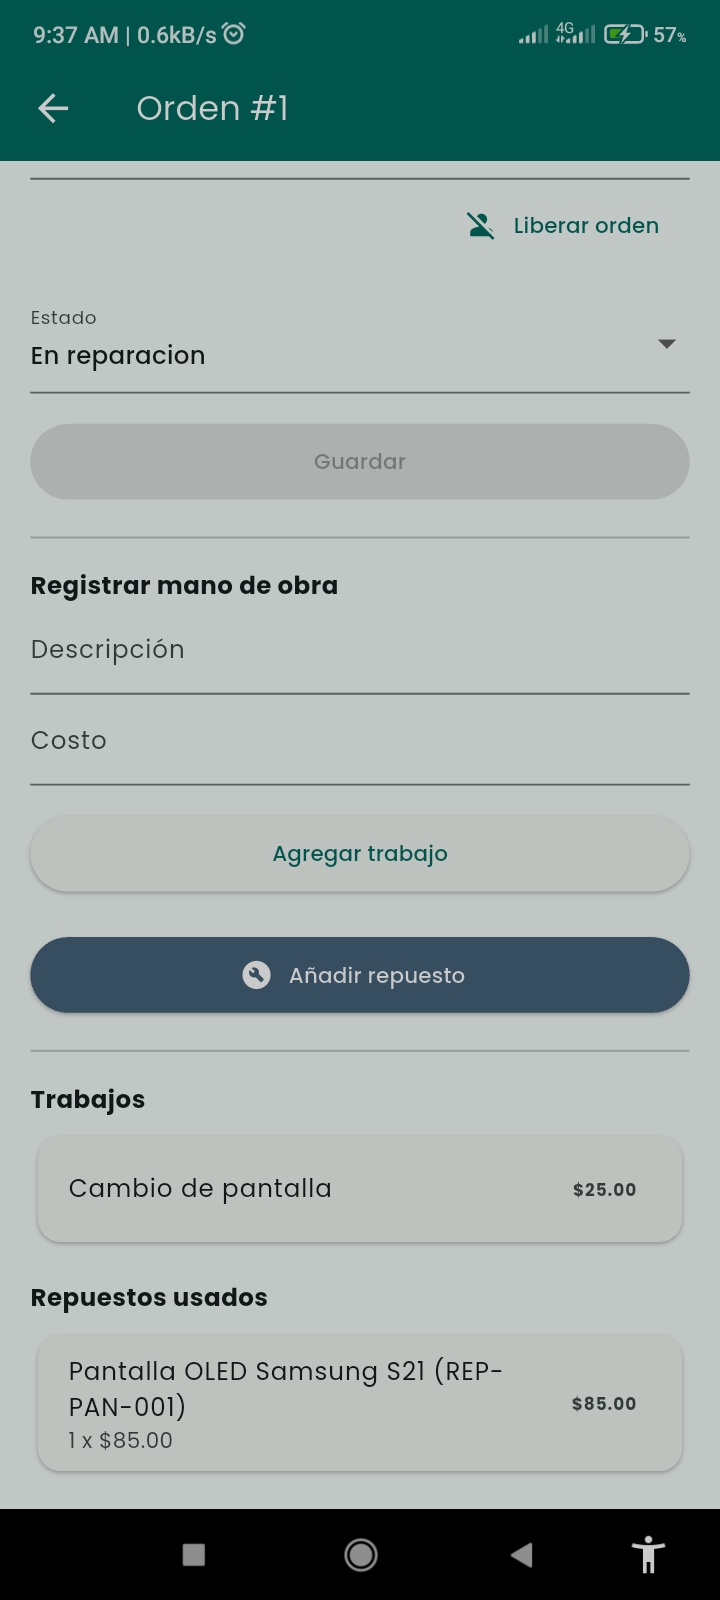 9:37 AM | 0.6kB/s 4G 57%
Orden #1
Liberar orden
Estado
En reparacion
Guardar
Registrar mano de obra
Descripción
Costo
Agregar trabajo
Añadir repuesto
Trabajos
Cambio de pantalla $25.00
Repuestos usados
Pantalla OLED Samsung S21 (REP-
PAN-001) $85.00
1 x $85.00